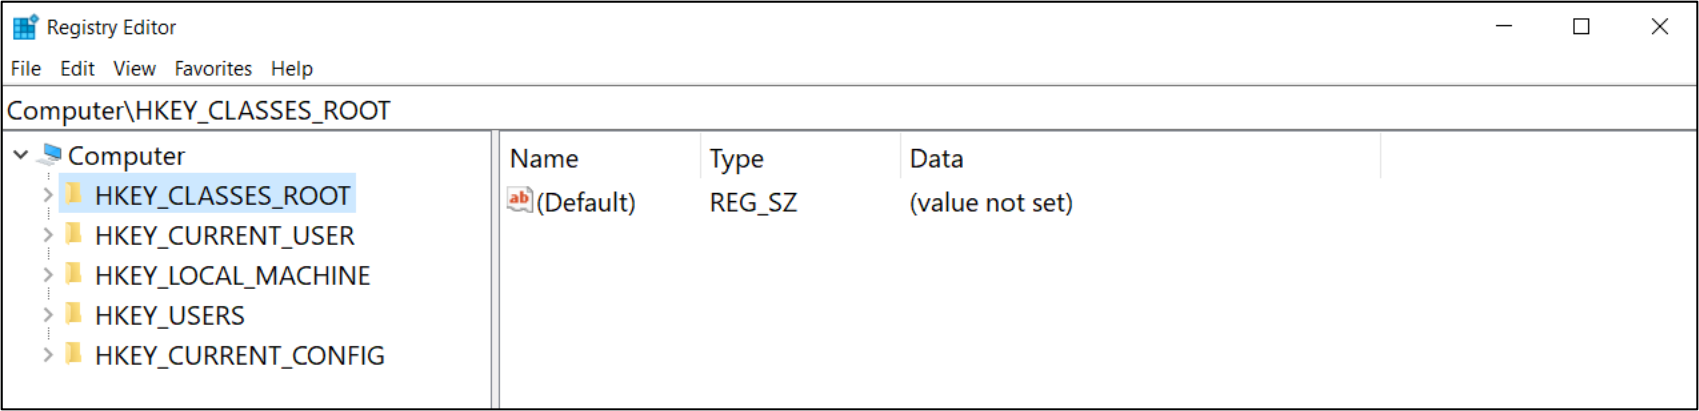 Registry Editor
File Edit View Favorites Help
Computer\HKEY_CLASSES_ROOT
Computer
HKEY_CLASSES_ROOT
HKEY_CURRENT_USER
HKEY_LOCAL_MACHINE
HKEY_USERS
HKEY_CURRENT_CONFIG
Name Type Data
ab (Default) REG_SZ (value not set)